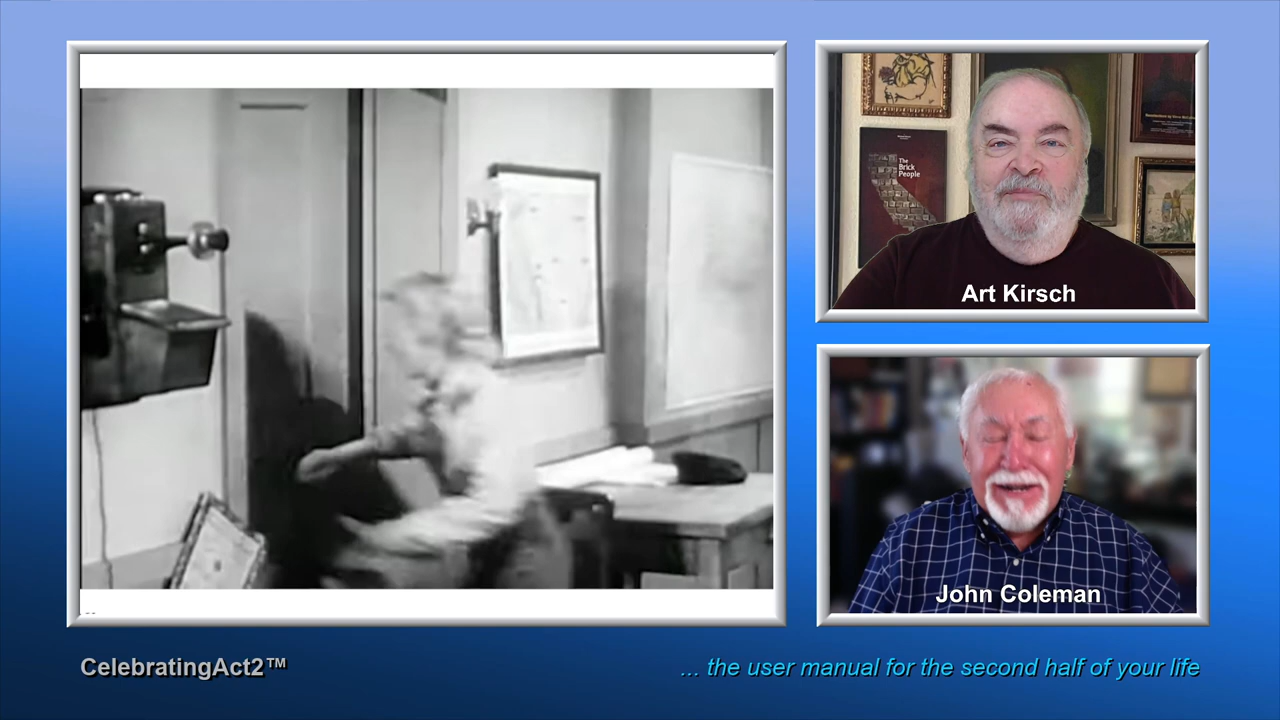 The
Brick
People
Art Kirsch
John Coleman
CelebratingAct2™
... the user manual for the second half of your life